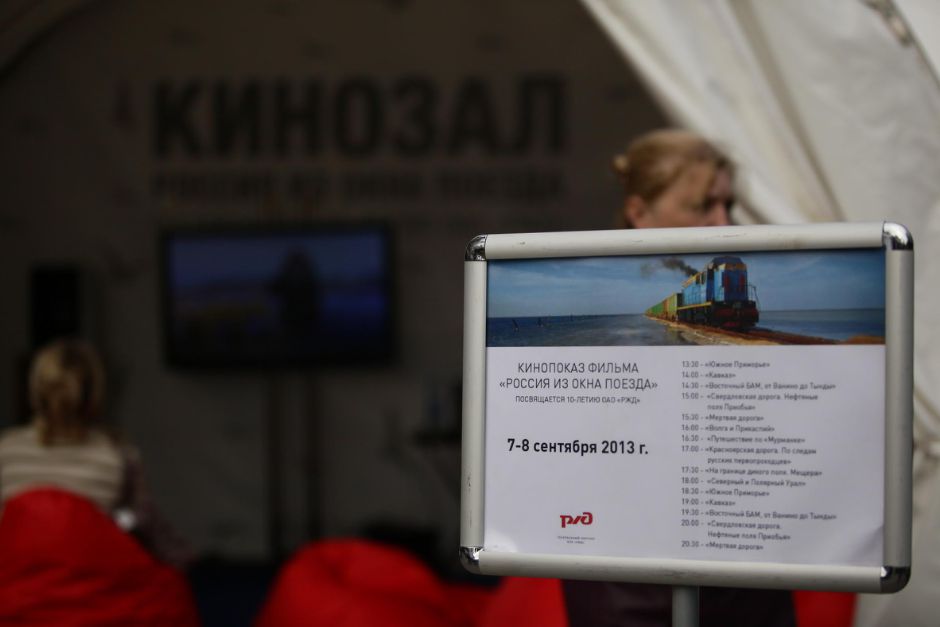 КИНОЗАЛ
РОССИЯ ИЗ ОКНА ПОЕЗДА
КИНОПОКАЗ ФИЛЬМА
«РОССИЯ ИЗ ОКНА ПОЕЗДА»
ПОСВЯЩАЕТСЯ 10-ЛЕТИЮ ОАО «РЖД»
7-8 сентября 2013 г.
ржд
13:30 - «Южное Приморье»
14:00 - «Кавказ»
14:30 - «Восточный БАМ, от Ванино до Тынды»
15:00 - «Свердловская дорога. Нефтяные
поля Приобья»
15:30 - «Мертвая дорога»
16:00 - «Волга и Прикаспий»
16:30 - «Путешествие по «Мурманке»
17:00 - «Красноярская дорога. По следам
русских первопроходцев»
17:30 - «На границе дикого поля. Мещера»
18:00 - «Северный и Полярный Урал»
18:30 - «Южное Приморье»
19:00 - «Кавказ»
19:30 - «Восточный БАМ, от Ванино до Тынды»
20:00 - «Свердловская дорога.
Нефтяные поля Приобья»
20:30 - «Мертвая дорога»